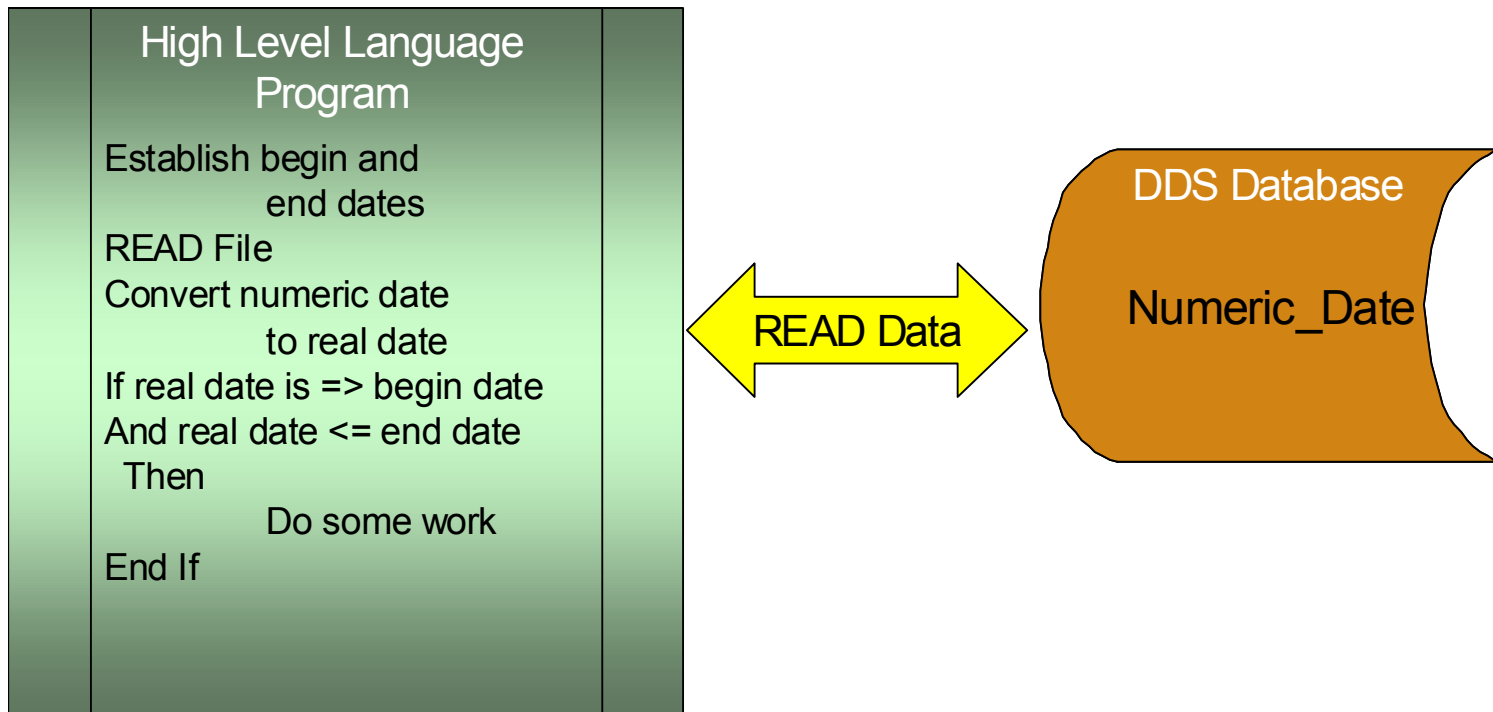 High Level Language
Program
Establish begin and
end dates
READ File
Convert numeric date
to real date
If real date is => begin date
And real date <= end date
Then
Do some work
End If
READ Data
DDS Database
Numeric_Date